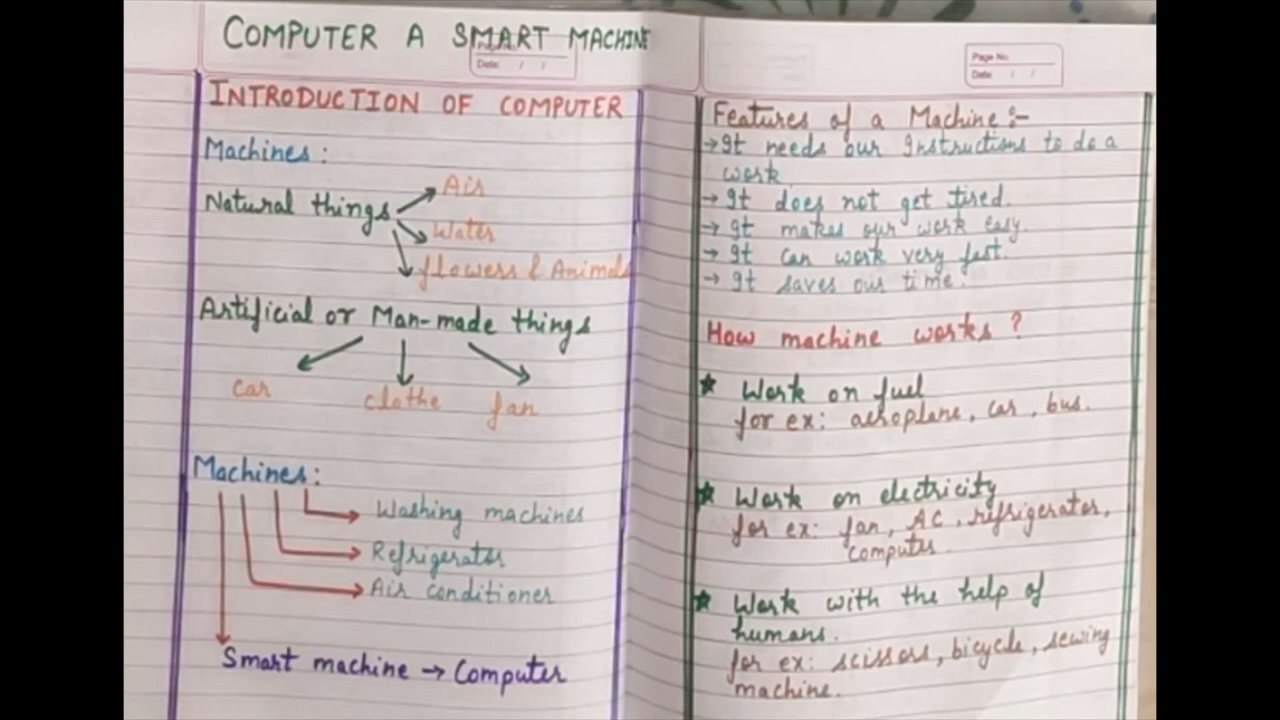 COMPUTER A SMART MACHINE
Date: / /
INTRODUCTION OF COMPUTER
Machines:
Natural things
Air
Water
flowers & Animals
Artificial or Man-made things
car
clothe
fan
Machines:
Washing machines
Refrigerator
Air conditioner
Smart machine → Computer
Page No.
Date: / /
Features of a Machine:-
→ It needs our Instructions to do a
work
→ It does not get tired.
→ It makes our work easy.
→ It can work very fast.
→ It saves our time.
How machine works?
★ Work on fuel
for ex: aeroplane, car, bus.
★ Work on electricity
for ex: fan, AC, refrigerator,
computer.
★ Work with the help of
humans.
for ex: scissors, bicycle, sewing
machine.